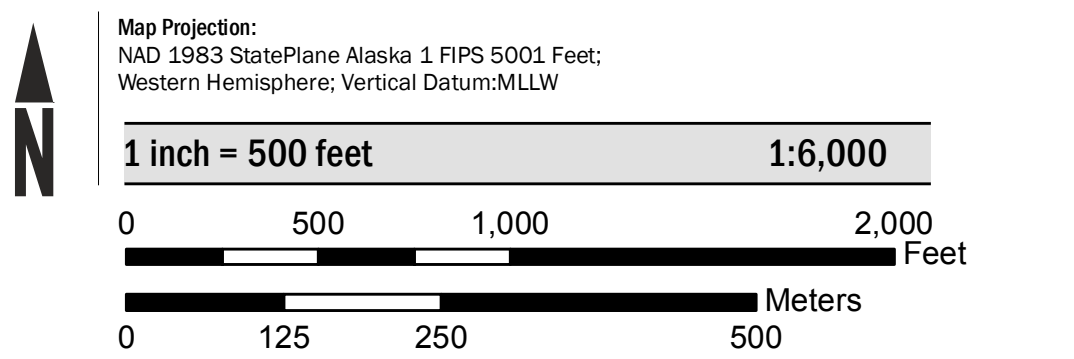 N
Map Projection:
NAD 1983 StatePlane Alaska 1 FIPS 5001 Feet;
Western Hemisphere; Vertical Datum:MLLW
1 inch = 500 feet 1:6,000
0 500 1,000 2,000
Feet
Meters
0 125 250 500